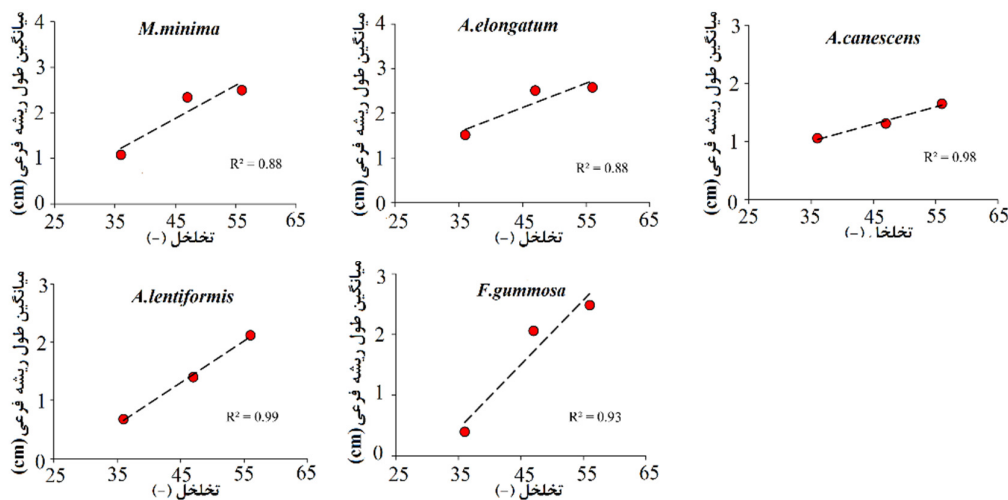 M.minima
میانگین طول ریشه فرعی (cm)
4
3
2
1
0
R² = 0.88
25 35 45 55 65
تخلخل (-)
A.elongatum
میانگین طول ریشه فرعی (cm)
4
3
2
1
0
R² = 0.88
25 35 45 55 65
تخلخل (-)
A.canescens
میانگین طول ریشه فرعی (cm)
3
2
1
0
R² = 0.98
25 35 45 55 65
تخلخا (-)
A.lentiformis
میانگین طول ریشه فرعی (cm)
3
2
1
0
R² = 0.99
25 35 45 55 65
تخلخل (-)
F.gummosa
میانگین طول ریشه فرعی (cm)
3
2
1
0
R² = 0.93
25 35 45 55 65
تخلخل (-)